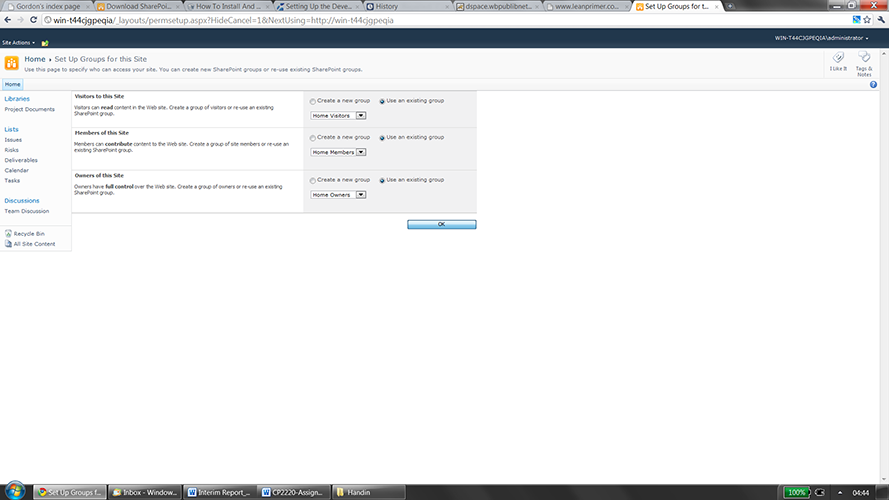 Gordon's index page
Download SharePoi...
How To Install And ...
Setting Up the Deve...
History
dspace.wbpublibnet...
www.leanprimer.co...
Set Up Groups for t...
win-t44cjgpeqia/_layouts/permsetup.aspx?HideCancel=1&NextUsing=http://win-t44cjgpeqia
Site Actions
WIN-T44CJGPEQIA\administrator
Home Set Up Groups for this Site
Use this page to specify who can access your site. You can create new SharePoint groups or re-use existing SharePoint groups.
I Like It
Tags & Notes
Home
Libraries
Project Documents
Lists
Issues
Risks
Deliverables
Calendar
Tasks
Discussions
Team Discussion
Recycle Bin
All Site Content
Visitors to this Site
Visitors can read content in the Web site. Create a group of visitors or re-use an existing
SharePoint group.
Create a new group Use an existing group
Home Visitors
Members of this Site
Members can contribute content to the Web site. Create a group of site members or re-use an
existing SharePoint group.
Create a new group Use an existing group
Home Members
Owners of this Site
Owners have full control over the Web site. Create a group of owners or re-use an existing
SharePoint group.
Create a new group Use an existing group
Home Owners
OK
Set Up Groups f...
Inbox - Window...
Interim Report_...
CP2220-Assign...
Handin
100%
04:44